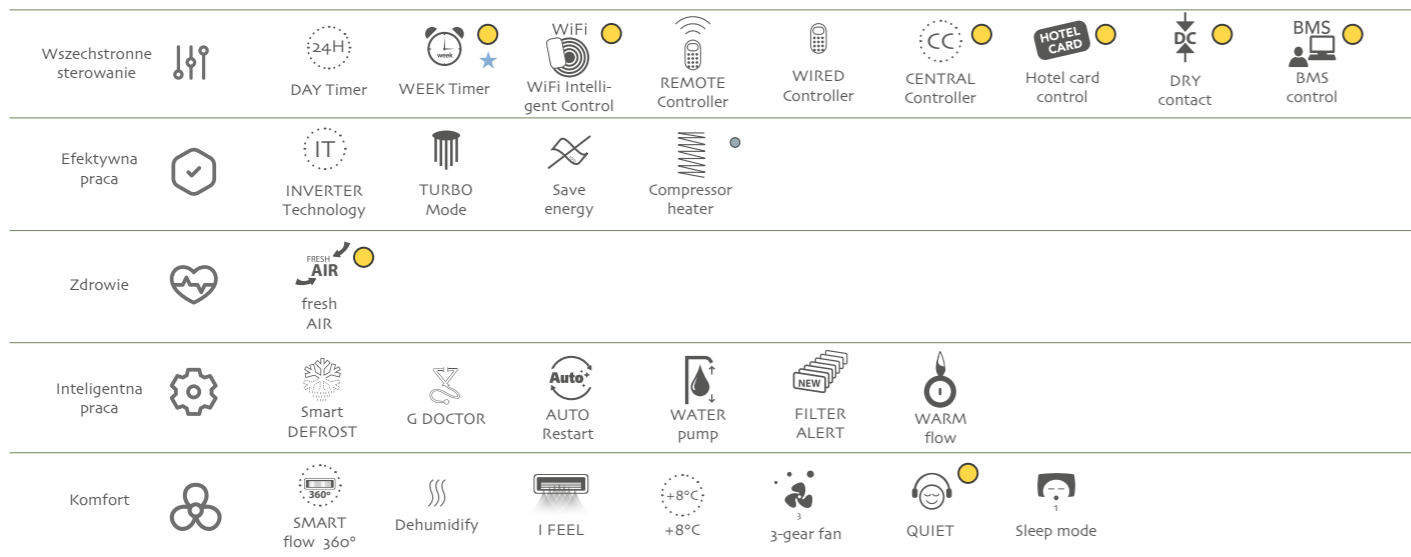 Wszechstronne
sterowanie
24H
DAY Timer
week
WEEK Timer
WiFi
WiFi Intelli-
gent Control
REMOTE
Controller
WIRED
Controller
CC
CENTRAL
Controller
HOTEL
CARD
Hotel card
control
DC
DRY
contact
BMS
BMS
control
Efektywna
praca
IT
INVERTER
Technology
TURBO
Mode
Save
energy
Compressor
heater
Zdrowie
FRESH
AIR
fresh
AIR
Inteligentna
praca
Smart
DEFROST
G DOCTOR
Auto
AUTO
Restart
WATER
pump
NEW
FILTER
ALERT
WARM
flow
Komfort
360°
SMART
flow 360°
Dehumidify
I FEEL
+8°C
+8°C
3
3-gear fan
QUIET
1
Sleep mode